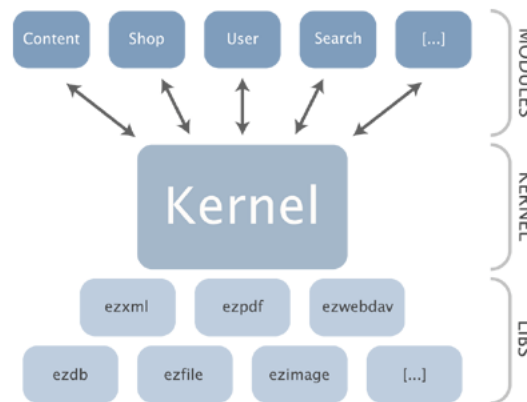 Content
Shop
User
Search
[...]
MODULES
Kernel
KERNEL
ezxml
ezpdf
ezwebdav
ezdb
ezfile
ezimage
[...]
LIBS